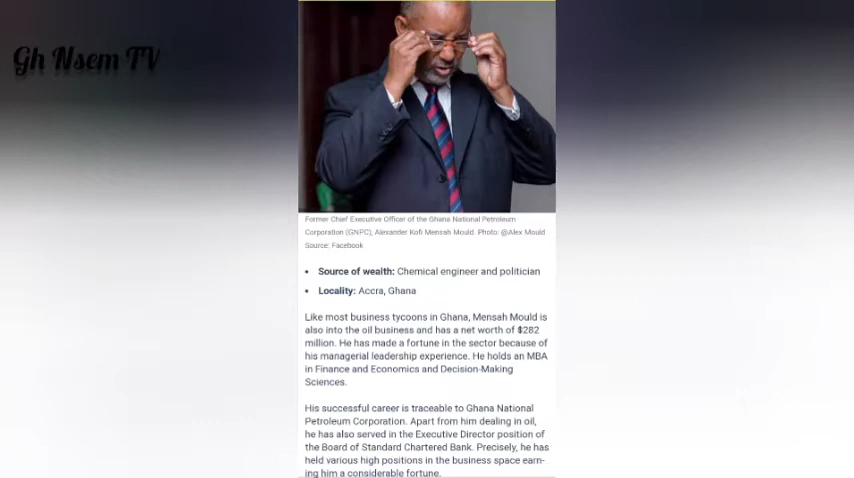 Gh Nsem TV
Former Chief Executive Officer of the Ghana National Petroleum
Corporation (GNPC), Alexander Kofi Mensah Mould. Photo: @Alex Mould
Source: Facebook
• Source of wealth: Chemical engineer and politician
• Locality: Accra, Ghana
Like most business tycoons in Ghana, Mensah Mould is
also into the oil business and has a net worth of $282
million. He has made a fortune in the sector because of
his managerial leadership experience. He holds an MBA
in Finance and Economics and Decision-Making
Sciences.
His successful career is traceable to Ghana National
Petroleum Corporation. Apart from him dealing in oil,
he has also served in the Executive Director position of
the Board of Standard Chartered Bank. Precisely, he has
held various high positions in the business space earn-
ing him a considerable fortune.